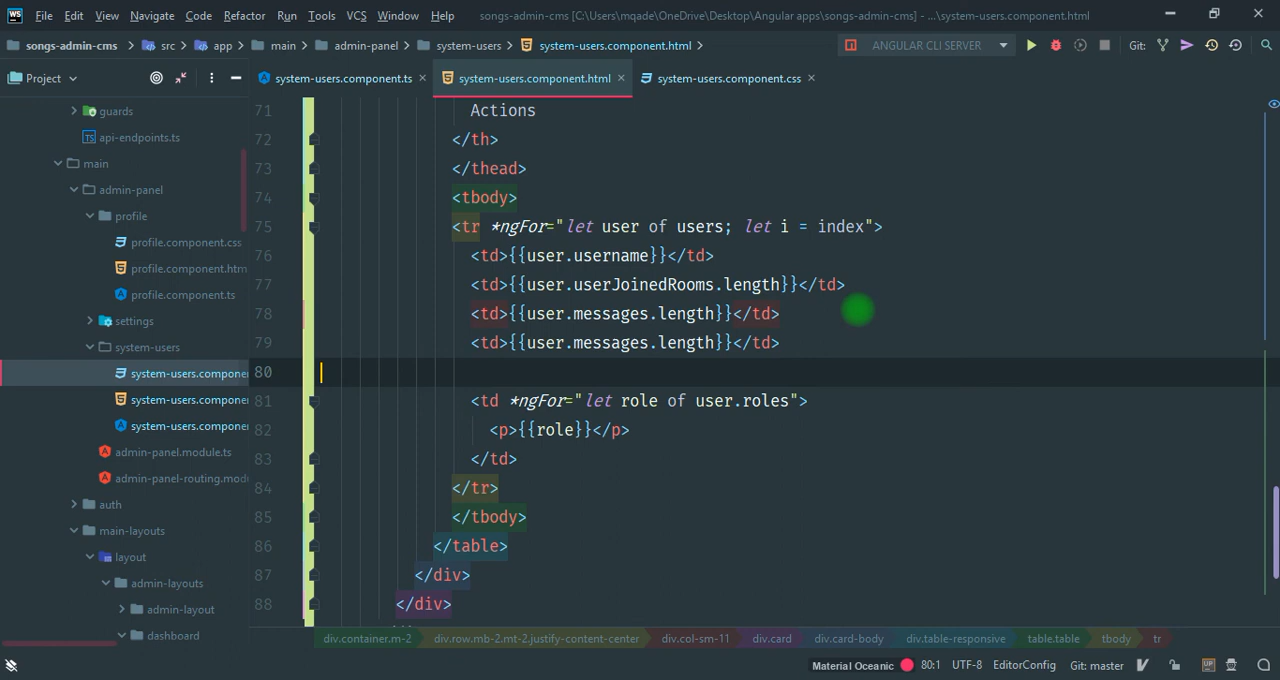 WS File Edit View Navigate Code Refactor Run Tools VCS Window Help songs-admin-cms [C:\Users\mqade\OneDrive\Desktop\Angular apps\songs-admin-cms] - ...\system-users.component.html
songs-admin-cms src app main admin-panel system-users system-users.component.html ANGULAR CLI SERVER Git:
Project system-users.component.ts system-users.component.html system-users.component.css
guards
api-endpoints.ts
main
admin-panel
profile
profile.component.css
profile.component.htm
profile.component.ts
settings
system-users
system-users.compone
system-users.compone
system-users.compone
admin-panel.module.ts
admin-panel-routing.modu
auth
main-layouts
layout
admin-layouts
admin-layout
dashboard
71 Actions
72 </th>
73 </thead>
74 <tbody>
75 <tr *ngFor="let user of users; let i = index">
76 <td>{{user.username}}</td>
77 <td>{{user.userJoinedRooms.length}}</td>
78 <td>{{user.messages.length}}</td>
79 <td>{{user.messages.length}}</td>
80
81 <td *ngFor="let role of user.roles">
82 <p>{{role}}</p>
83 </td>
84 </tr>
85 </tbody>
86 </table>
87 </div>
88 </div>
div.container.m-2 div.row.mb-2.mt-2.justify-content-center div.col-sm-11 div.card div.card-body div.table-responsive table.table tbody tr
Material Oceanic 80:1 UTF-8 EditorConfig Git: master